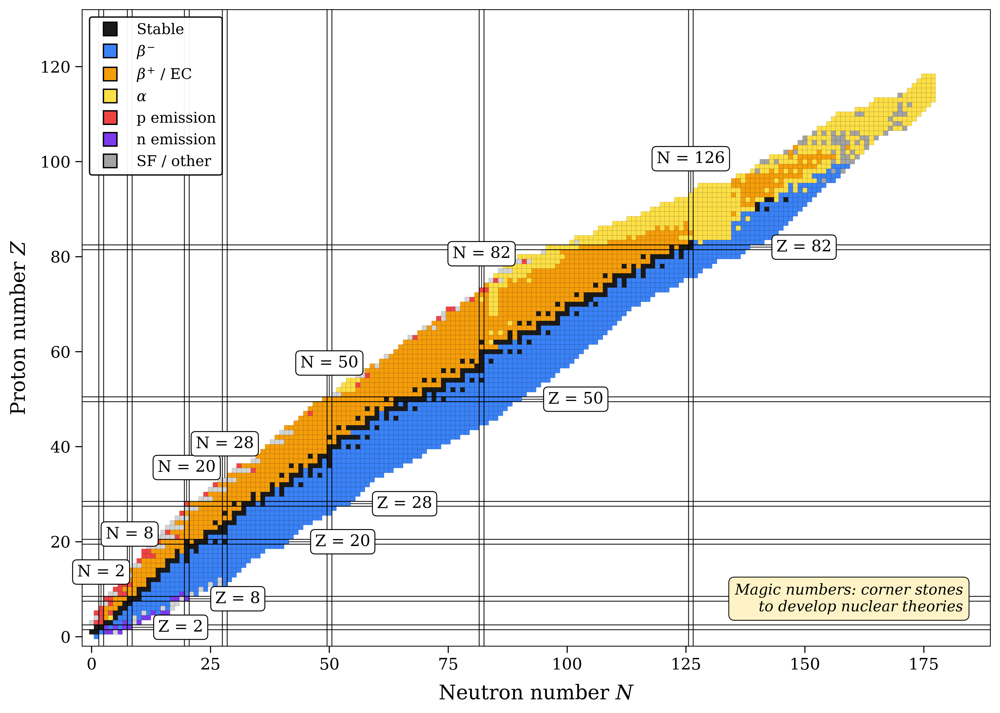 Stable
β⁻
β⁺ / EC
α
p emission
n emission
SF / other
120
100
80
60
40
20
0
Proton number Z
N = 126
N = 82
Z = 82
N = 50
Z = 50
N = 28
N = 20
Z = 28
N = 8
Z = 20
N = 2
Z = 8
Z = 2
Magic numbers: corner stones
to develop nuclear theories
0 25 50 75 100 125 150 175
Neutron number N